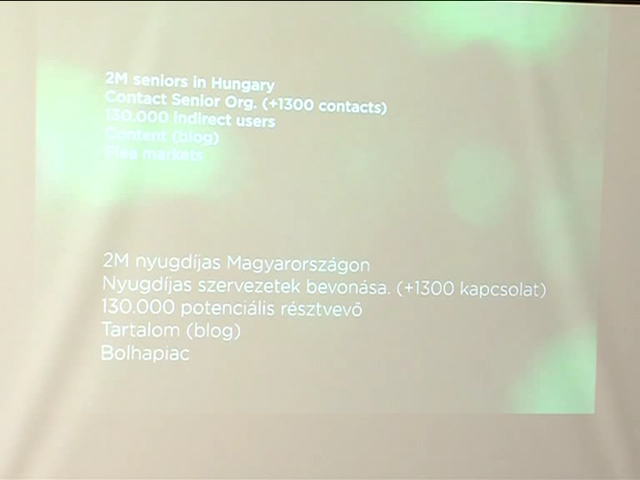 2M seniors in Hungary
Contact Senior Org. (+1300 contacts)
130.000 indirect users
Content (blog)
Flea markets
2M nyugdíjas Magyarországon
Nyugdíjas szervezetek bevonása. (+1300 kapcsolat)
130.000 potenciális résztvevő
Tartalom (blog)
Bolhapiac